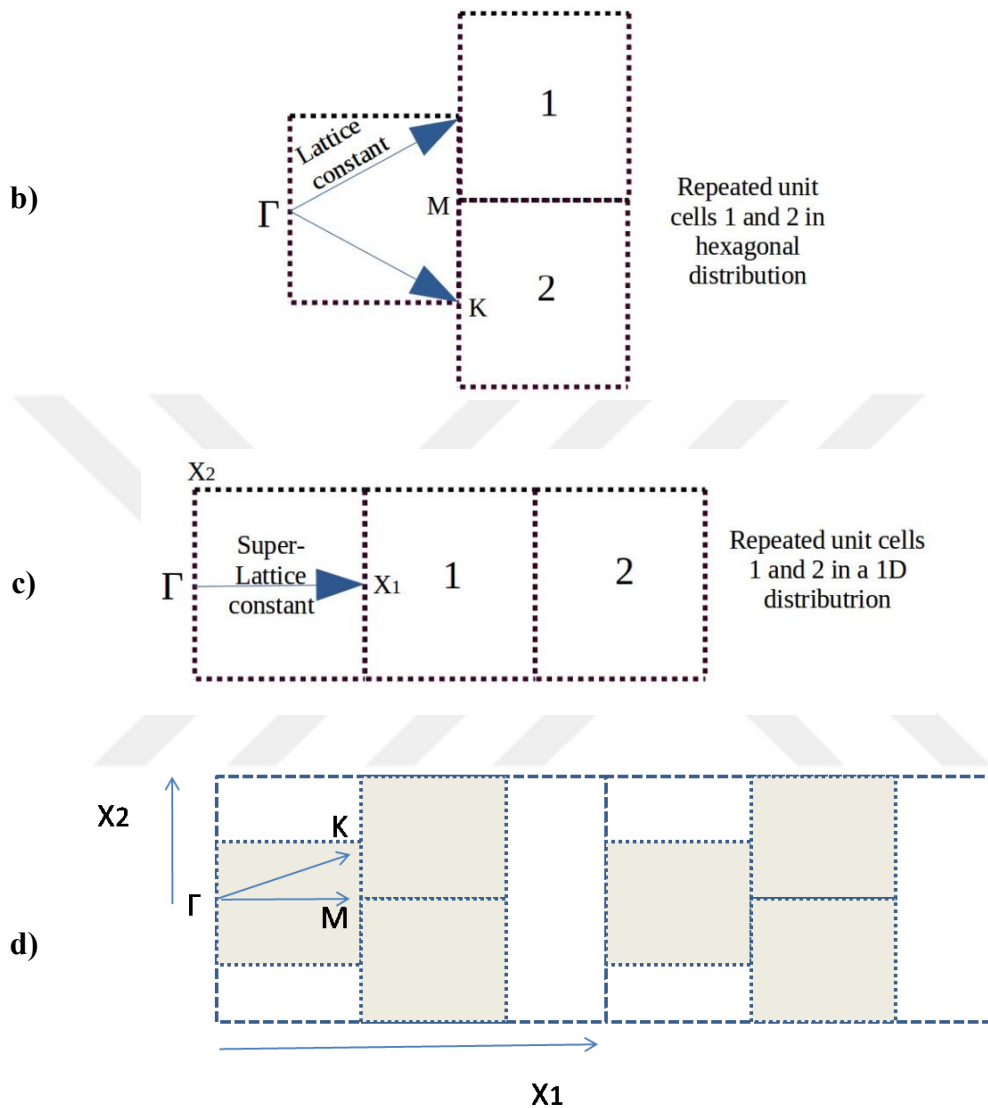 b)
Lattice
constant
Γ
M
K
1
2
Repeated unit
cells 1 and 2 in
hexagonal
distribution
c)
X2
Γ
Super-
Lattice
constant
X1
1
2
Repeated unit cells
1 and 2 in a 1D
distributrion
d)
X2
K
Γ
M
X1